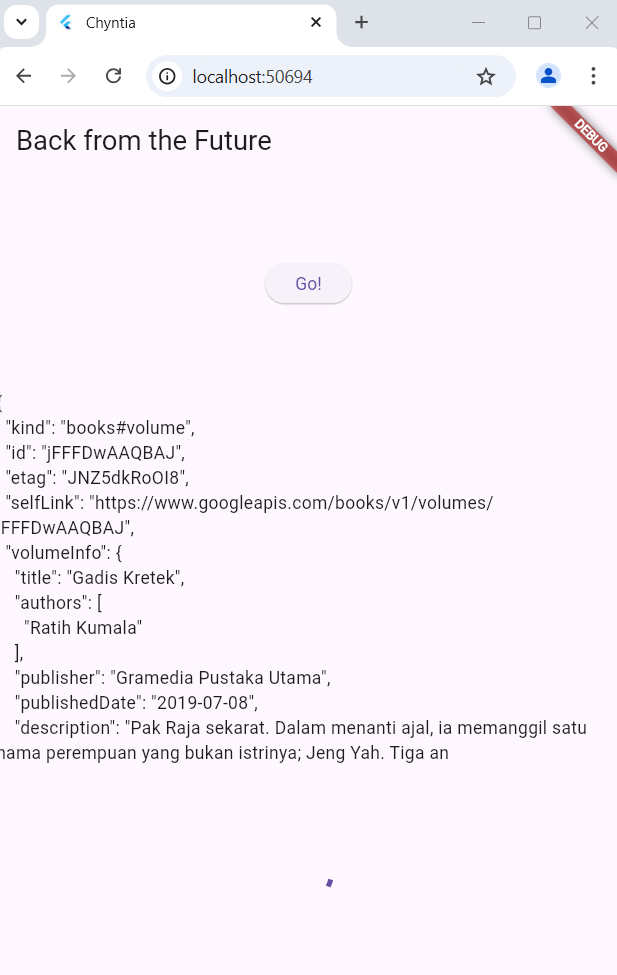 Chyntia
localhost:50694
DEBUG
Back from the Future
Go!
{
"kind": "books#volume",
"id": "jFFFDwAAQBAJ",
"etag": "JNZ5dkRoOI8",
"selfLink": "https://www.googleapis.com/books/v1/volumes/
jFFFDwAAQBAJ",
"volumeInfo": {
"title": "Gadis Kretek",
"authors": [
"Ratih Kumala"
],
"publisher": "Gramedia Pustaka Utama",
"publishedDate": "2019-07-08",
"description": "Pak Raja sekarat. Dalam menanti ajal, ia memanggil satu
nama perempuan yang bukan istrinya; Jeng Yah. Tiga an